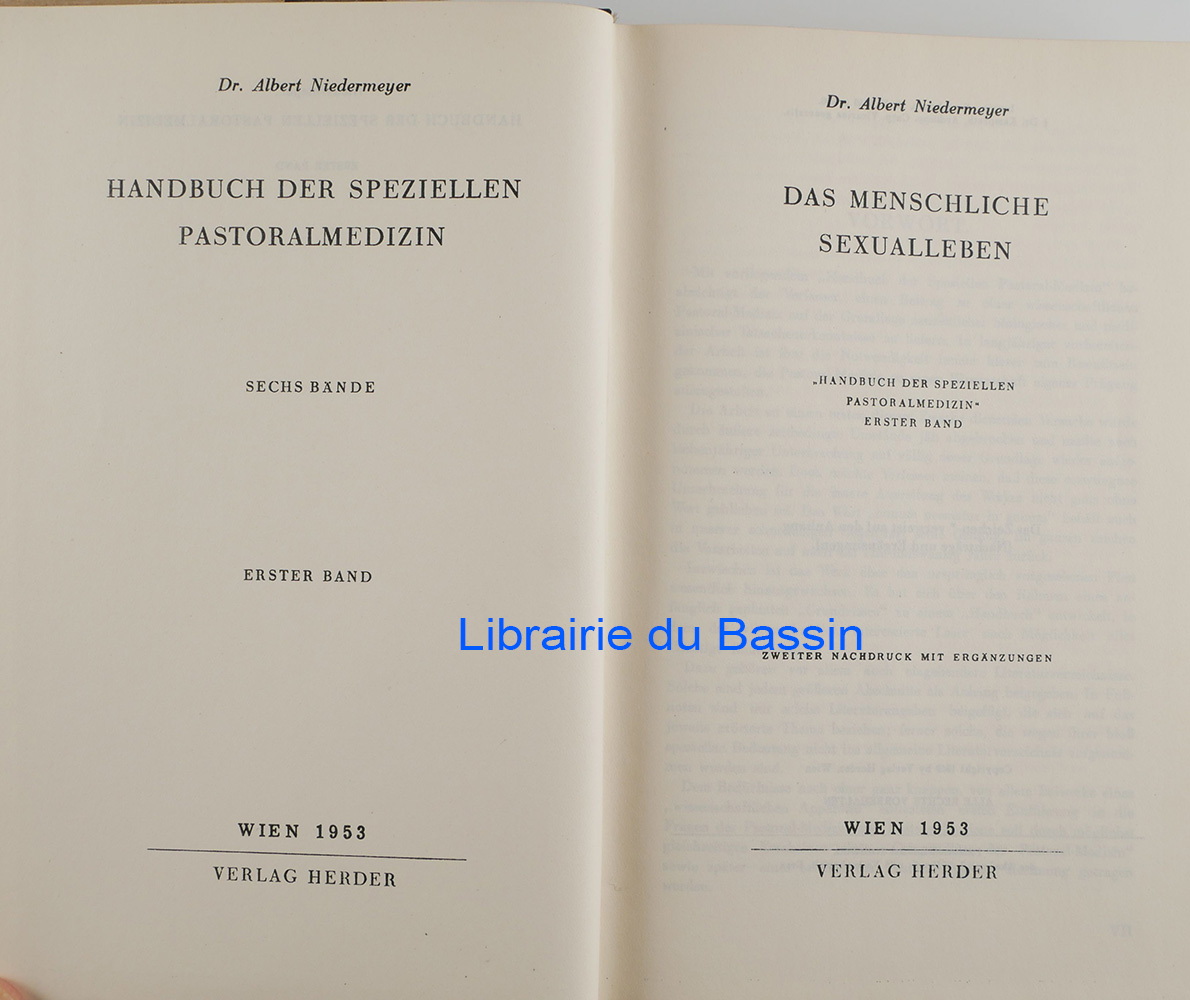 Dr. Albert Niedermeyer
HANDBUCH DER SPEZIELLEN
PASTORALMEDIZIN
SECHS BÄNDE
ERSTER BAND
WIEN 1953
VERLAG HERDER
Dr. Albert Niedermeyer
DAS MENSCHLICHE
SEXUALLEBEN
„HANDBUCH DER SPEZIELLEN
PASTORALMEDIZIN“
ERSTER BAND
ZWEITER NACHDRUCK MIT ERGÄNZUNGEN
WIEN 1953
VERLAG HERDER
Librairie du Bassin